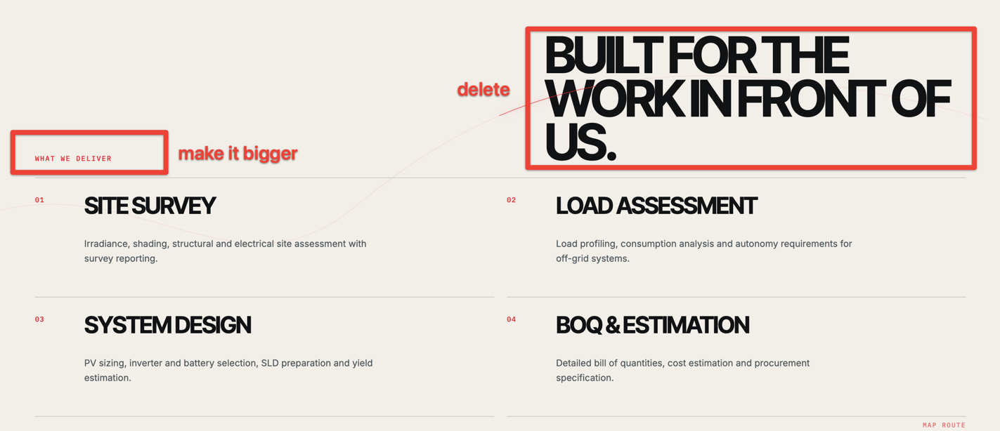 BUILT FOR THE
WORK IN FRONT OF
US.
delete
WHAT WE DELIVER
make it bigger
01
SITE SURVEY
Irradiance, shading, structural and electrical site assessment with
survey reporting.
02
LOAD ASSESSMENT
Load profiling, consumption analysis and autonomy requirements for
off-grid systems.
03
SYSTEM DESIGN
PV sizing, inverter and battery selection, SLD preparation and yield
estimation.
04
BOQ & ESTIMATION
Detailed bill of quantities, cost estimation and procurement
specification.
MAP ROUTE